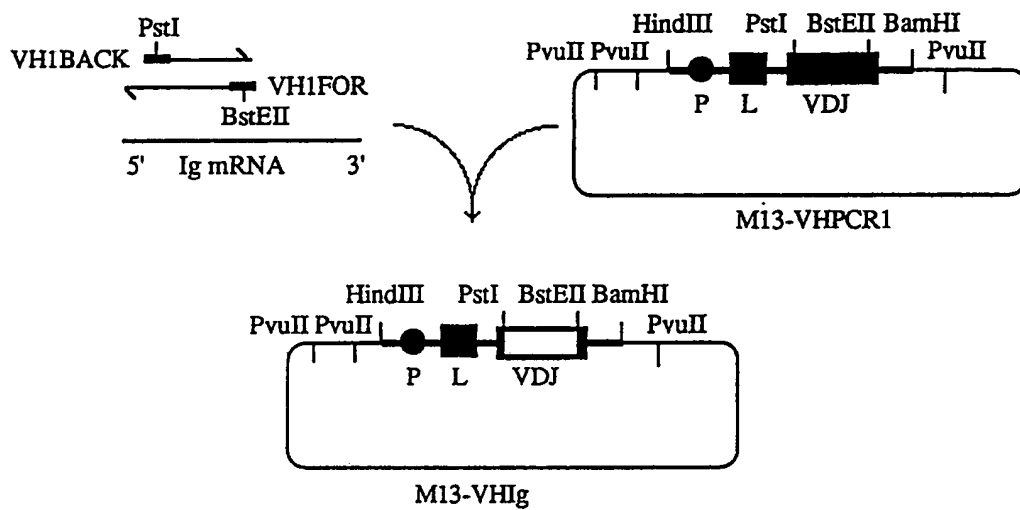 PstI
VH1BACK
VH1FOR
BstEII
5' Ig mRNA 3'
HindIII PstI BstEII BamHI
PvuII PvuII PvuII
P L VDJ
M13-VHPCR1
HindIII PstI BstEII BamHI
PvuII PvuII PvuII
P L VDJ
M13-VHIg